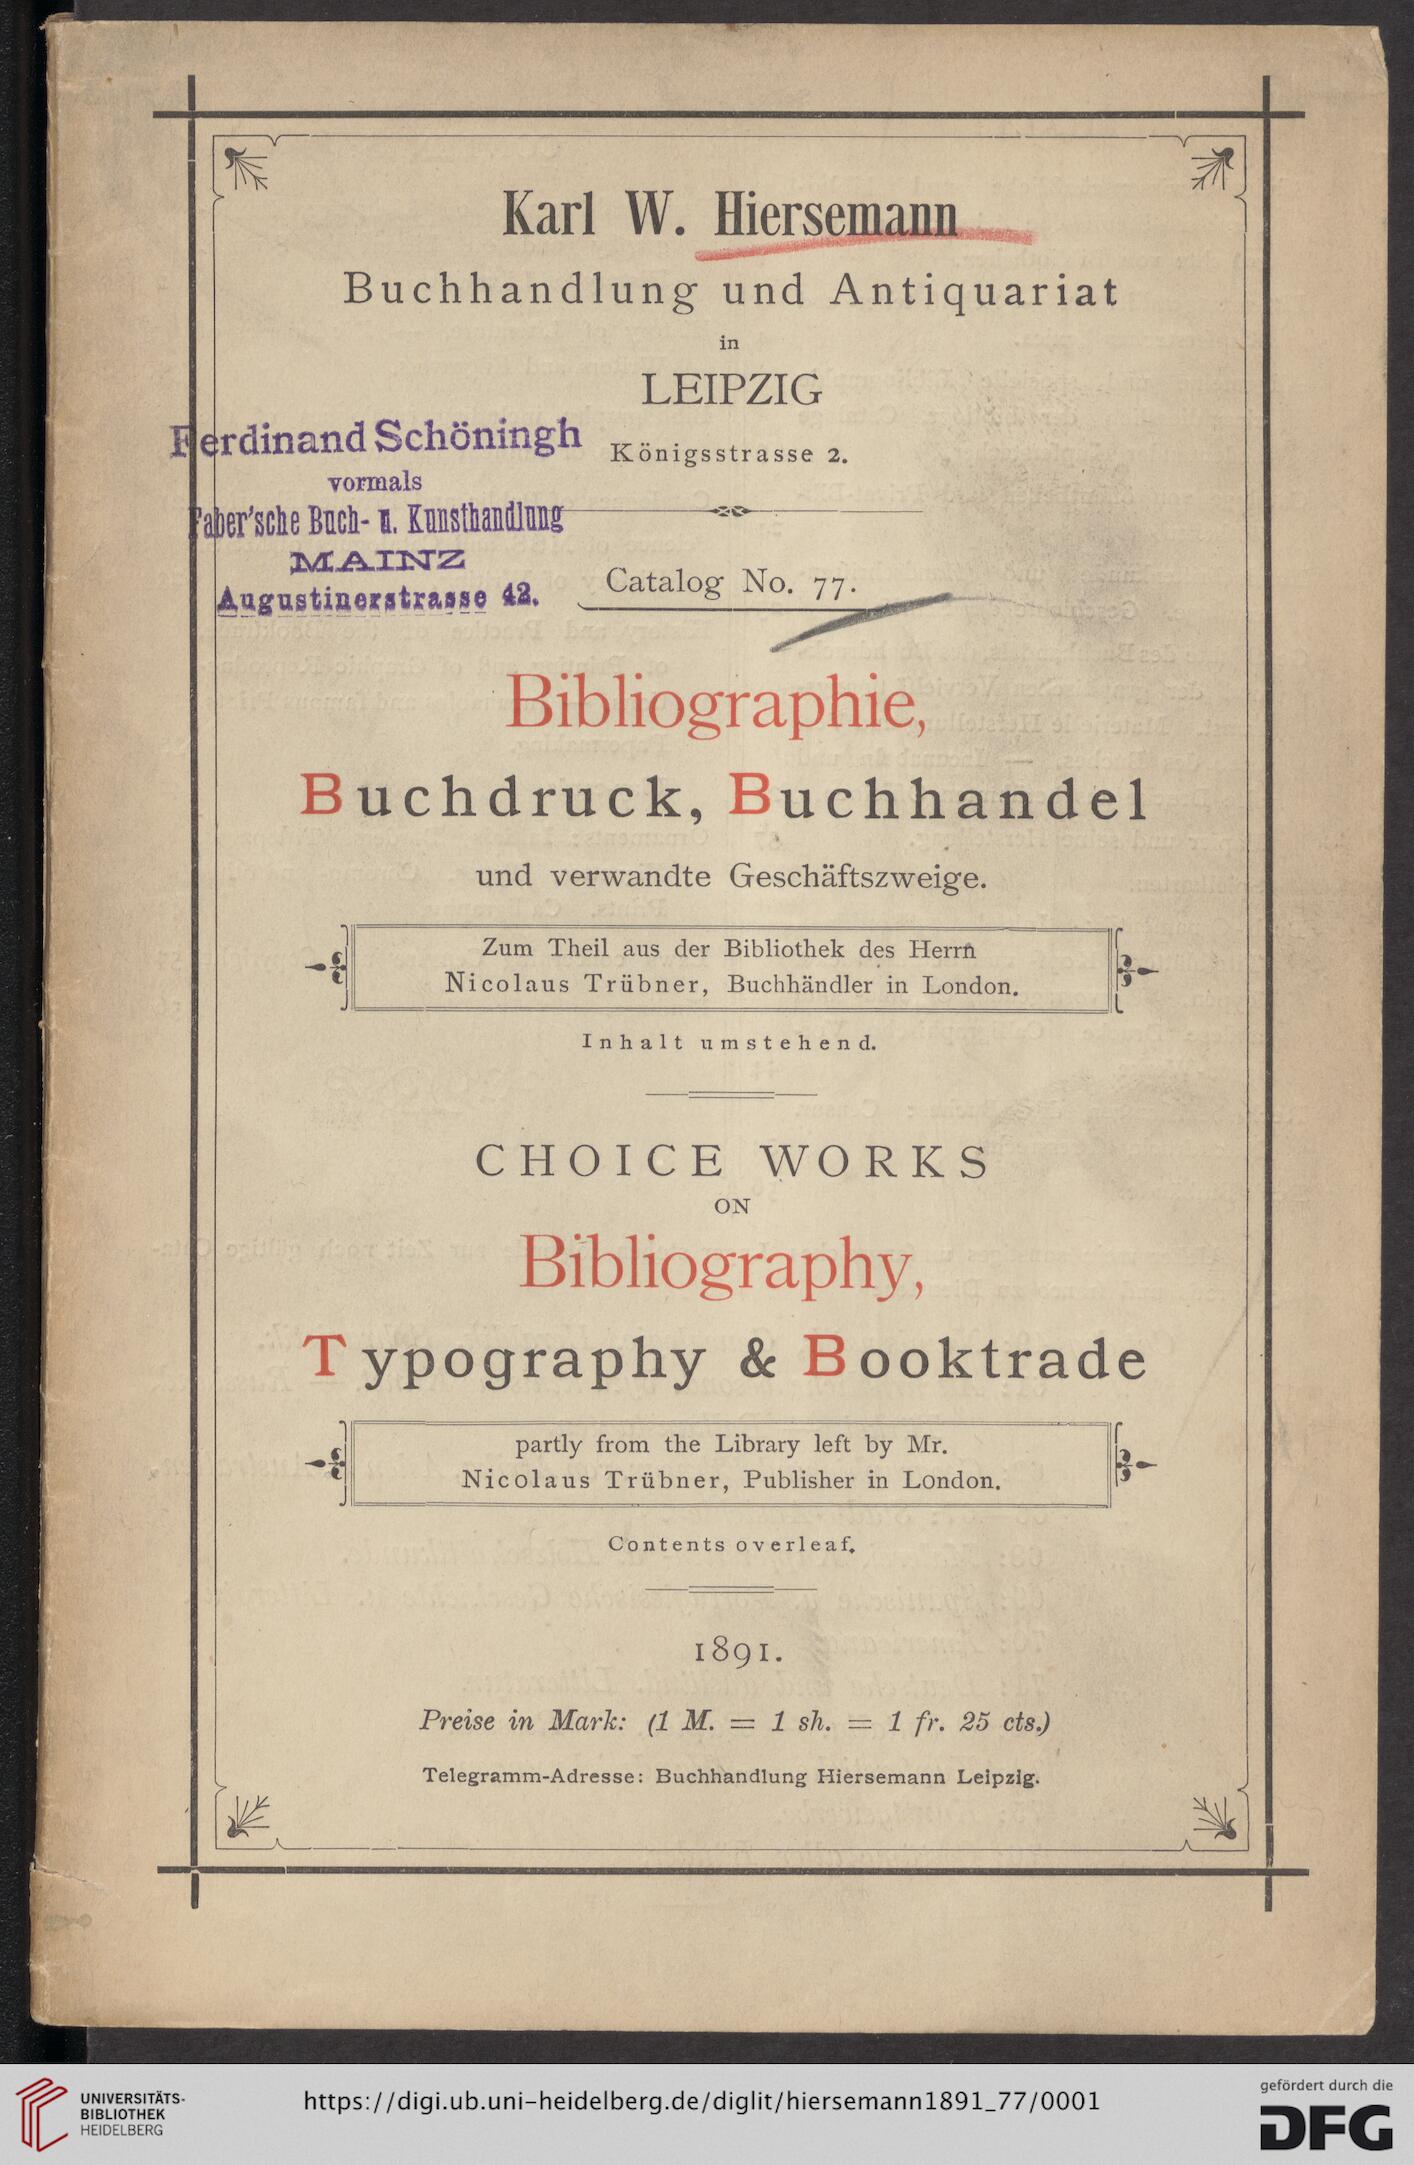 Karl W. Hiersemann
Buchhandlung und Antiquariat
in
LEIPZIG
Königsstrasse 2.
Ferdinand Schöningh
vormals
Faber'sche Buch- u. Kunsthandlung
MAINZ
Augustinerstrasse 42.
Catalog No. 77.
Bibliographie,
Buchdruck, Buchhandel
und verwandte Geschäftszweige.
Zum Theil aus der Bibliothek des Herrn
Nicolaus Trübner, Buchhändler in London.
Inhalt umstehend.
CHOICE WORKS
ON
Bibliography,
Typography & Booktrade
partly from the Library left by Mr.
Nicolaus Trübner, Publisher in London.
Contents overleaf.
1891.
Preise in Mark: (1 M. = 1 sh. = 1 fr. 25 cts.)
Telegramm-Adresse: Buchhandlung Hiersemann Leipzig.
UNIVERSITÄTS-
BIBLIOTHEK
HEIDELBERG
https://digi.ub.uni-heidelberg.de/diglit/hiersemann1891_77/0001
gefördert durch die
DFG